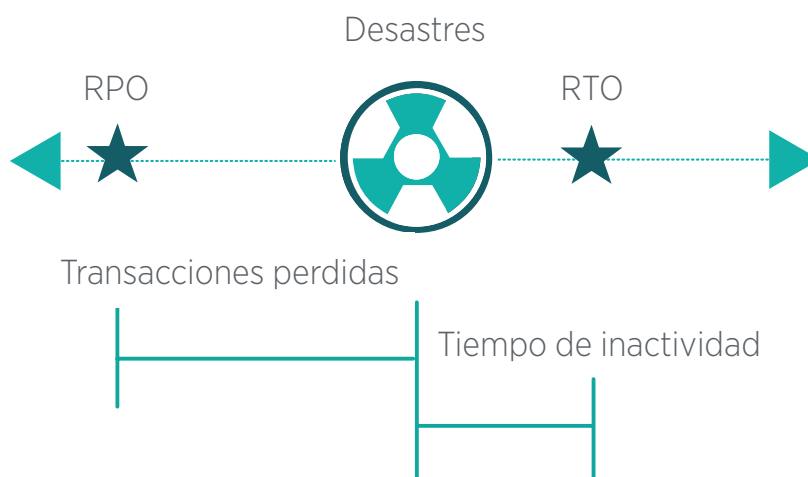 Desastres
RPO
RTO
Transacciones perdidas
Tiempo de inactividad